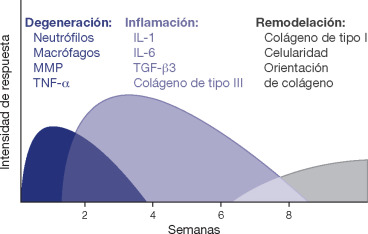 Degeneración:
Neutrófilos
Macrófagos
MMP
TNF-α
Inflamación:
IL-1
IL-6
TGF-β3
Colágeno de tipo III
Remodelación:
Colágeno de tipo I
Celularidad
Orientación
de colágeno
Intensidad de respuesta
2 4 6 8
Semanas